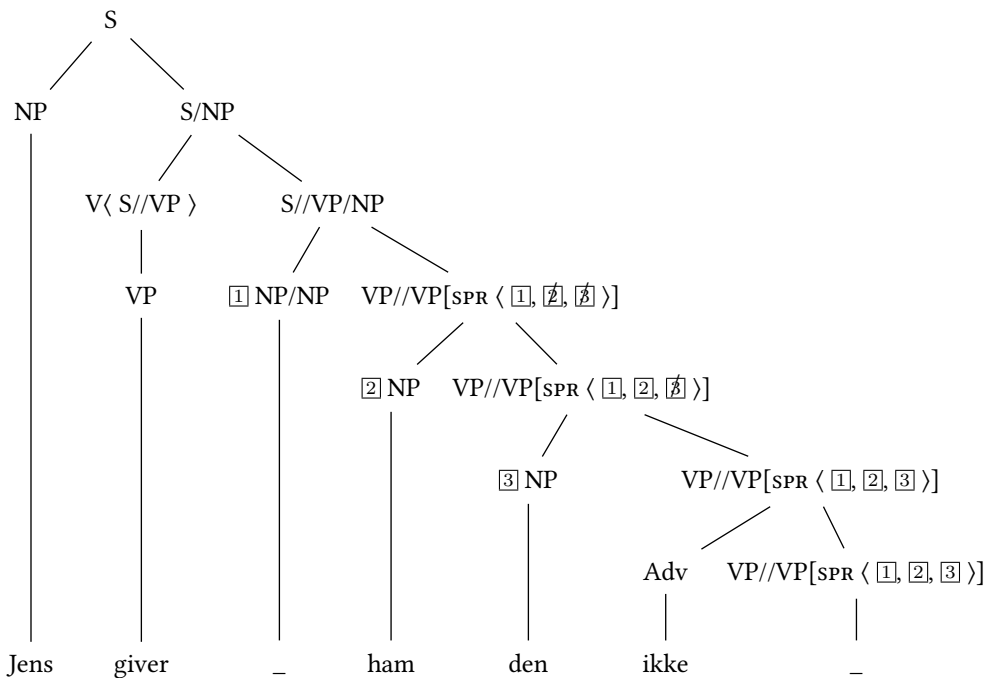 S
NP S/NP
V⟨ S//VP ⟩ S//VP/NP
VP 1 NP/NP VP//VP[SPR ⟨ 1, 2̸, 3̸ ⟩]
2 NP VP//VP[SPR ⟨ 1, 2, 3̸ ⟩]
3 NP VP//VP[SPR ⟨ 1, 2, 3 ⟩]
Adv VP//VP[SPR ⟨ 1, 2, 3 ⟩]
Jens giver _ ham den ikke _